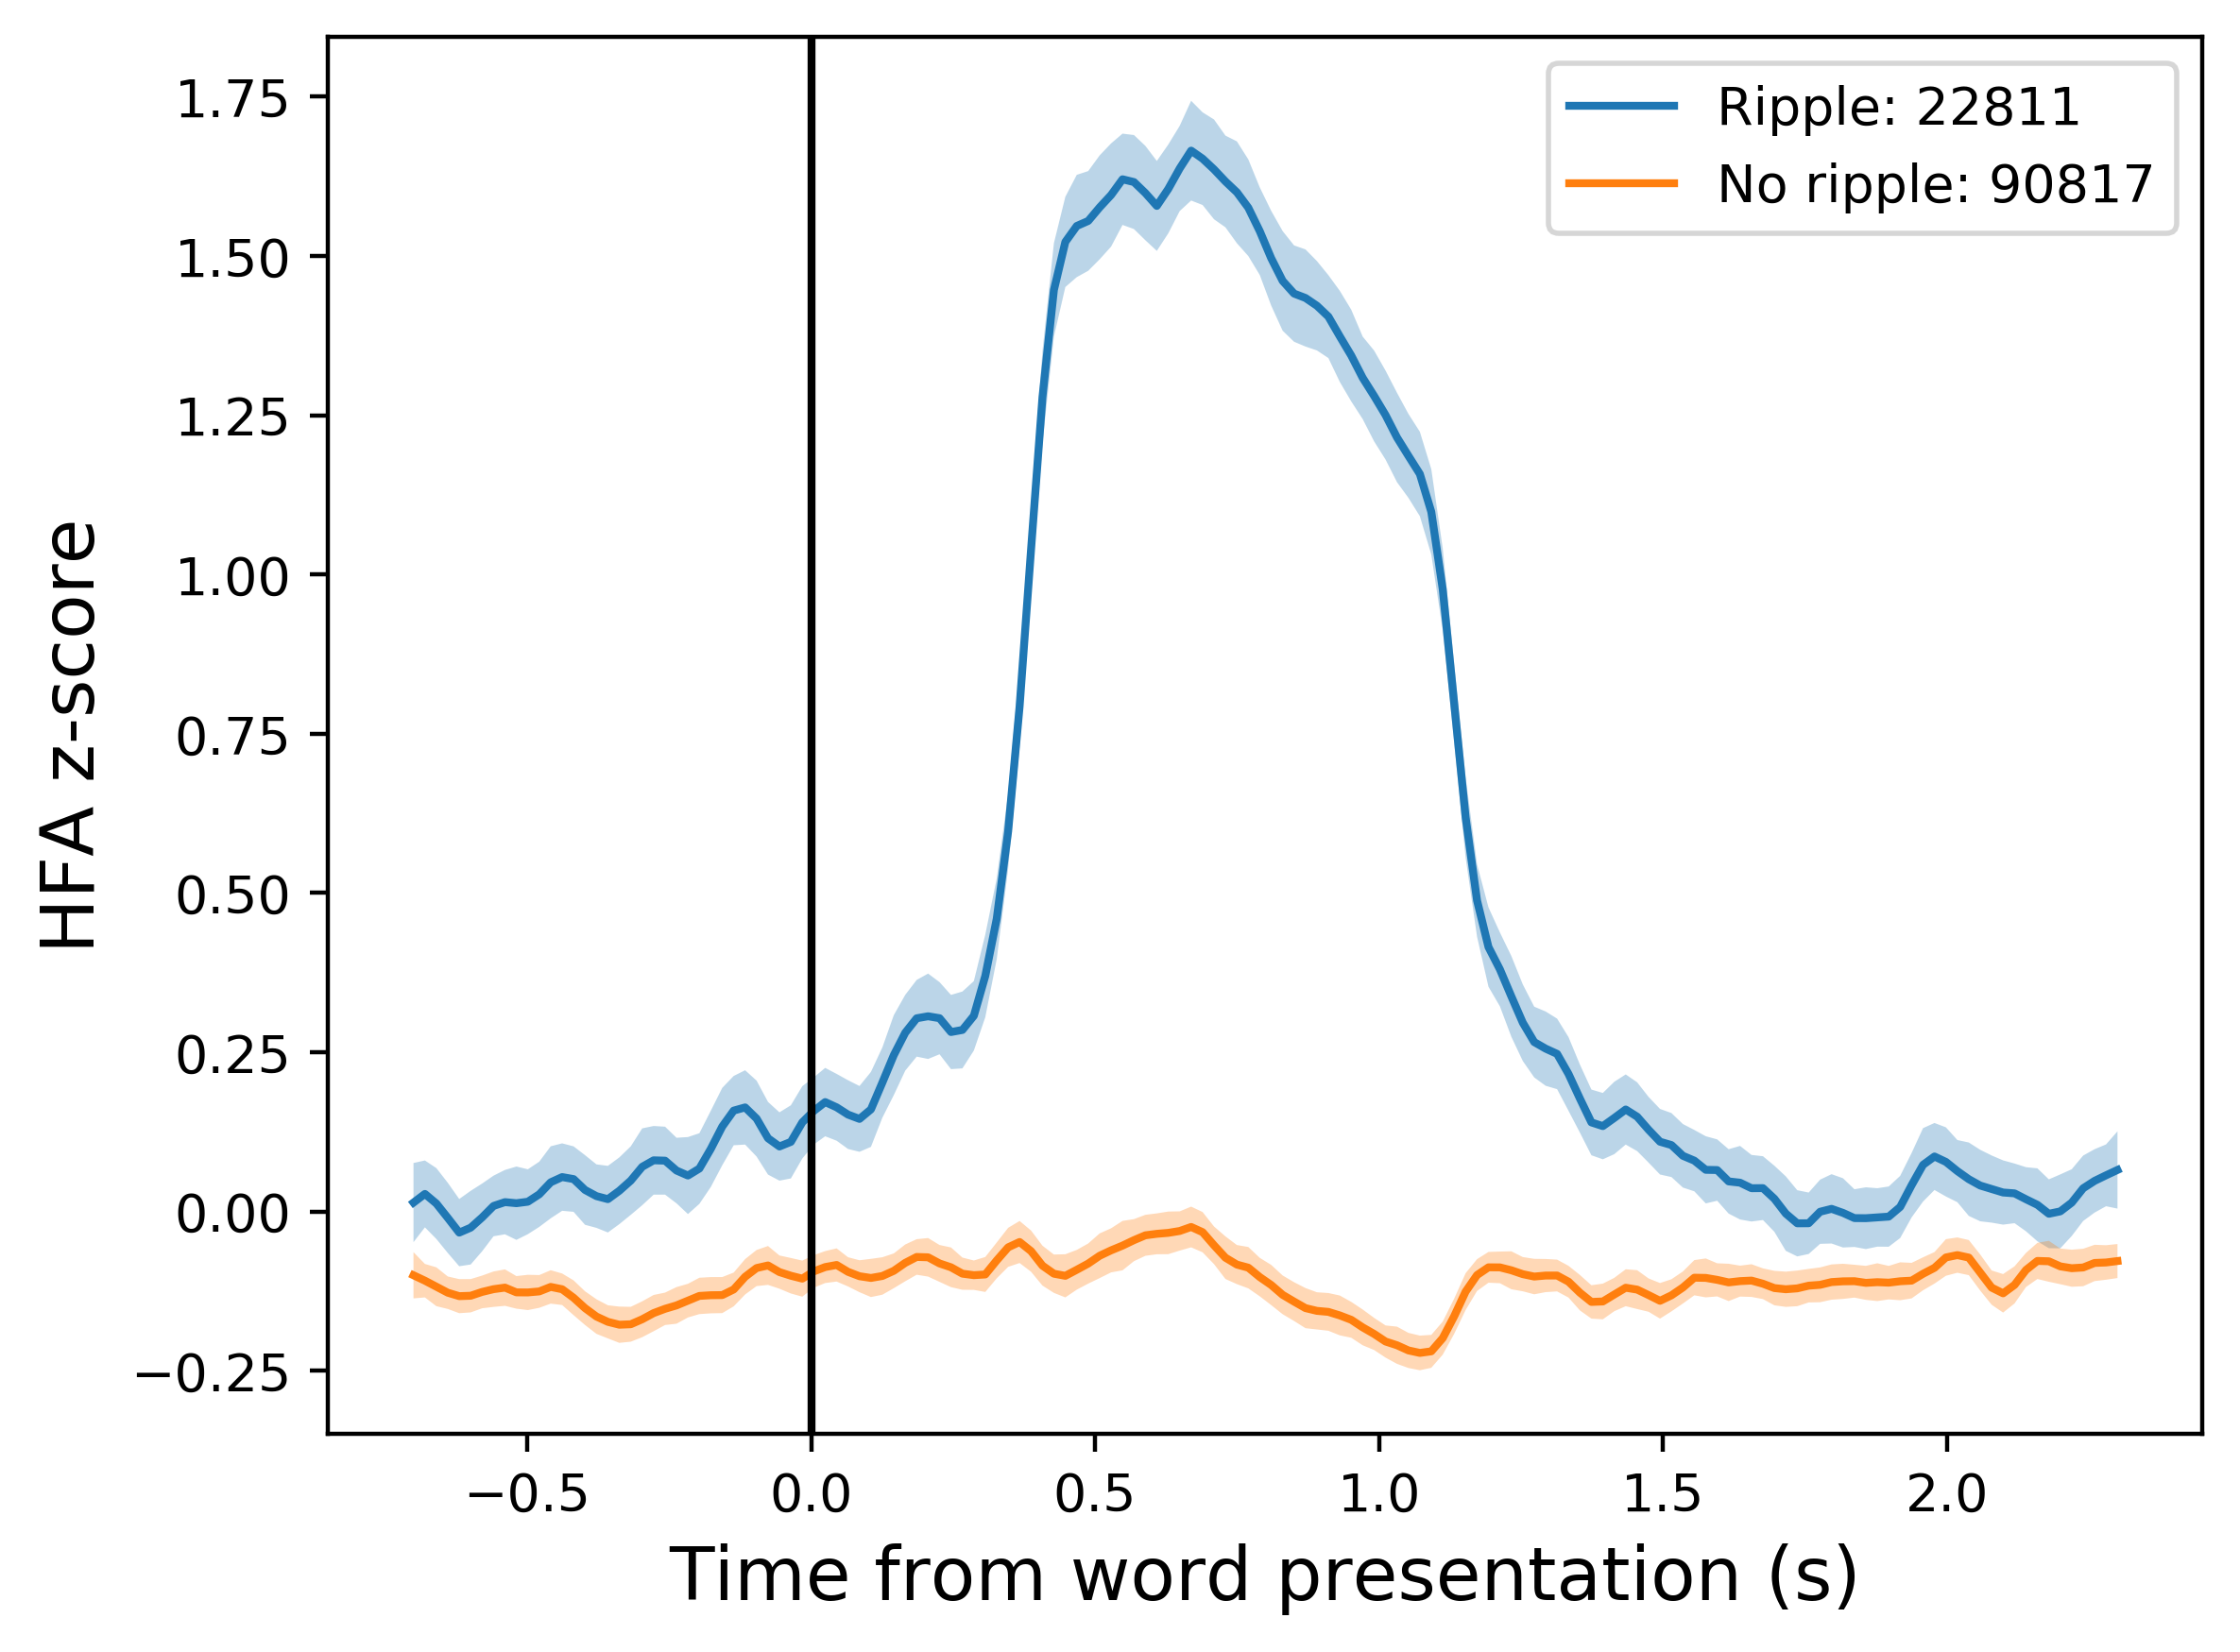 Ripple: 22811
No ripple: 90817
HFA z-score
1.75
1.50
1.25
1.00
0.75
0.50
0.25
0.00
−0.25
−0.5 0.0 0.5 1.0 1.5 2.0
Time from word presentation (s)